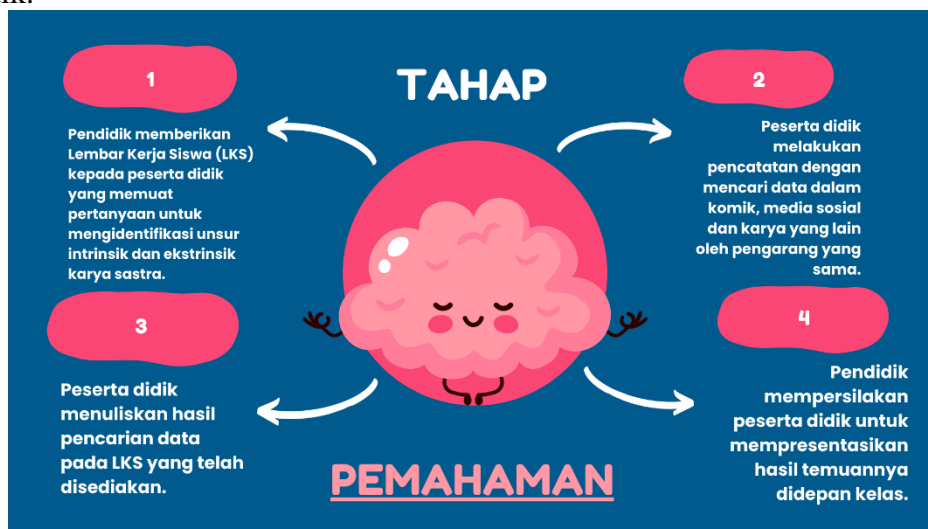 TAHAP
1
Pendidik memberikan
Lembar Kerja Siswa (LKS)
kepada peserta didik
yang memuat
pertanyaan untuk
mengidentifikasi unsur
intrinsik dan ekstrinsik
karya sastra.
2
Peserta didik
melakukan
pencatatan dengan
mencari data dalam
komik, media sosial
dan karya yang lain
oleh pengarang yang
sama.
3
Peserta didik
menuliskan hasil
pencarian data
pada LKS yang telah
disediakan.
4
Pendidik
mempersilakan
peserta didik untuk
mempresentasikan
hasil temuannya
didepan kelas.
PEMAHAMAN